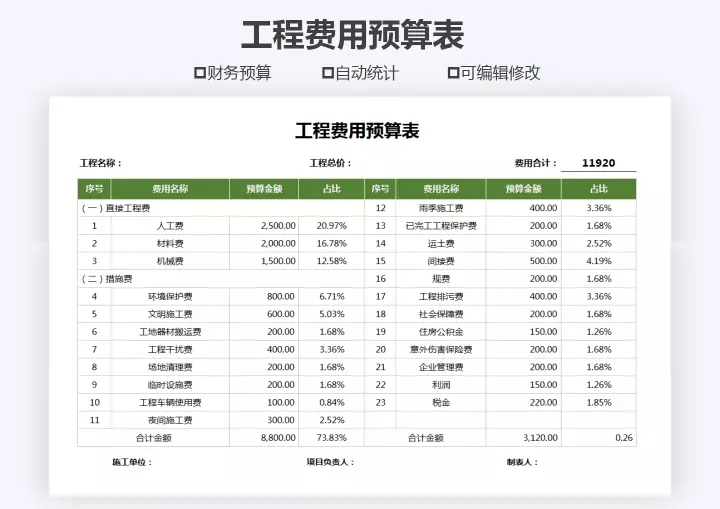 工程费用预算表
财务预算 自动统计 可编辑修改
工程费用预算表
工程名称： 工程总价： 费用合计： 11920
序号 费用名称 预算金额 占比 序号 费用名称 预算金额 占比
(一)直接工程费 12 雨季施工费 400.00 3.36%
1 人工费 2,500.00 20.97% 13 已完工工程保护费 200.00 1.68%
2 材料费 2,000.00 16.78% 14 运土费 300.00 2.52%
3 机械费 1,500.00 12.58% 15 间接费 500.00 4.19%
(二)措施费 16 规费 200.00 1.68%
4 环境保护费 800.00 6.71% 17 工程排污费 400.00 3.36%
5 文明施工费 600.00 5.03% 18 社会保障费 200.00 1.68%
6 工地器材搬运费 200.00 1.68% 19 住房公积金 150.00 1.26%
7 工程干扰费 400.00 3.36% 20 意外伤害保险费 200.00 1.68%
8 场地清理费 200.00 1.68% 21 企业管理费 200.00 1.68%
9 临时设施费 200.00 1.68% 22 利润 150.00 1.26%
10 工程车辆使用费 100.00 0.84% 23 税金 220.00 1.85%
11 夜间施工费 300.00 2.52%
合计金额 8,800.00 73.83% 合计金额 3,120.00 0.26
施工单位： 项目负责人： 制表人：